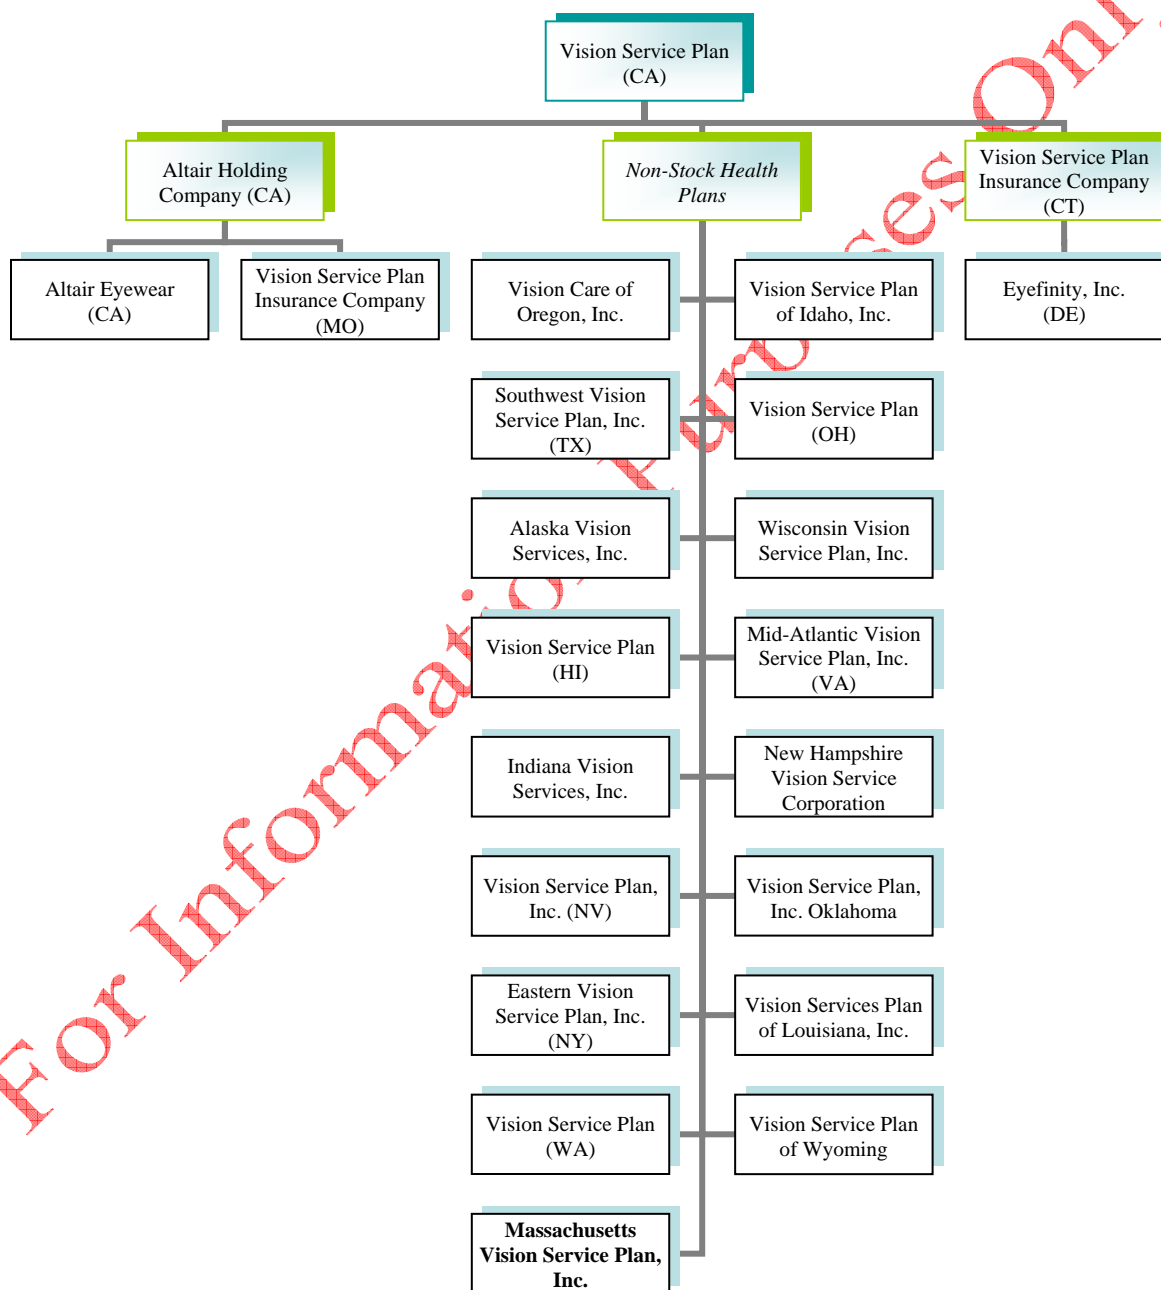 Vision Service Plan
(CA)
Altair Holding
Company (CA)
Non-Stock Health
Plans
Vision Service Plan
Insurance Company
(CT)
Altair Eyewear
(CA)
Vision Service Plan
Insurance Company
(MO)
Vision Care of
Oregon, Inc.
Vision Service Plan
of Idaho, Inc.
Eyefinity, Inc.
(DE)
Southwest Vision
Service Plan, Inc.
(TX)
Vision Service Plan
(OH)
Alaska Vision
Services, Inc.
Wisconsin Vision
Service Plan, Inc.
Vision Service Plan
(HI)
Mid-Atlantic Vision
Service Plan, Inc.
(VA)
Indiana Vision
Services, Inc.
New Hampshire
Vision Service
Corporation
Vision Service Plan,
Inc. (NV)
Vision Service Plan,
Inc. Oklahoma
Eastern Vision
Service Plan, Inc.
(NY)
Vision Services Plan
of Louisiana, Inc.
Vision Service Plan
(WA)
Vision Service Plan
of Wyoming
Massachusetts
Vision Service Plan,
Inc.
For Information Purposes Only